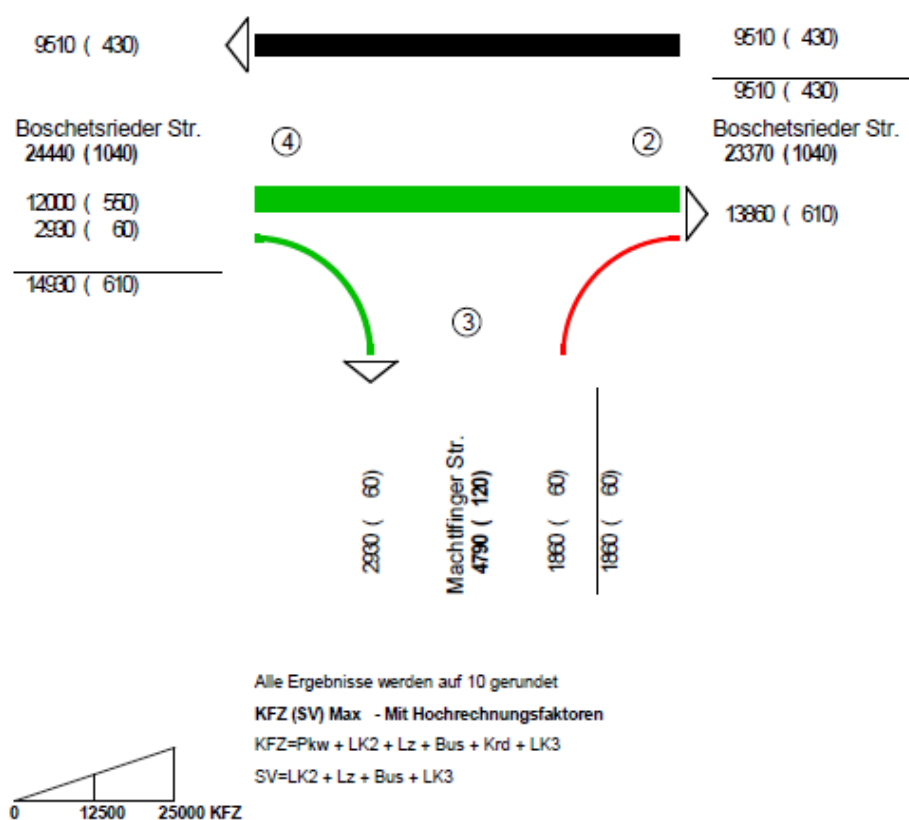 9510 ( 430)
9510 ( 430)
9510 ( 430)
Boschetsrieder Str.
24440 (1040)
④
②
Boschetsrieder Str.
23370 (1040)
12000 ( 550)
2930 ( 60)
14930 ( 610)
13860 ( 610)
③
2930 ( 60)
Machtlfinger Str.
4790 ( 120)
1860 ( 60)
1860 ( 60)
Alle Ergebnisse werden auf 10 gerundet
KFZ (SV) Max - Mit Hochrechnungsfaktoren
KFZ=Pkw + LK2 + Lz + Bus + Krd + LK3
SV=LK2 + Lz + Bus + LK3
0 12500 25000 KFZ